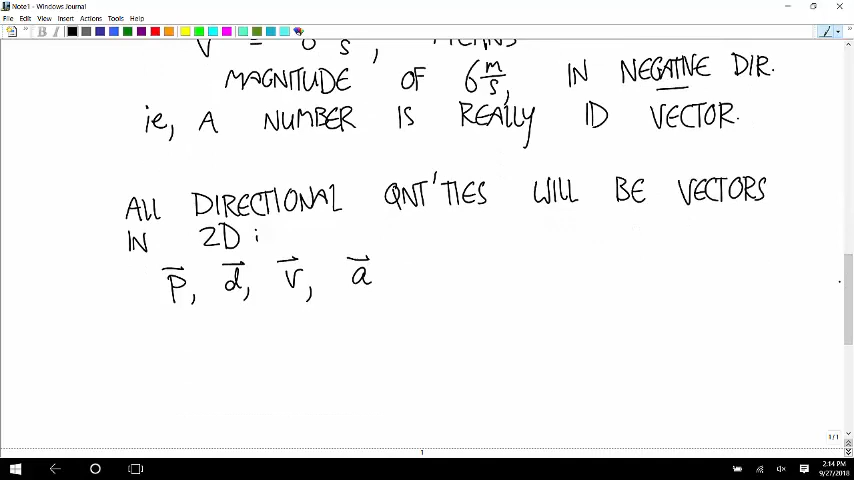 Note1 - Windows Journal
File Edit View Insert Actions Tools Help
B I
MEANS
MAGNITUDE OF 6 m/s, IN NEGATIVE DIR.
ie, A NUMBER IS REALLY 1D VECTOR.
ALL DIRECTIONAL QNT'TIES WILL BE VECTORS
IN 2D :
p⃗, d⃗, v⃗, a⃗
1/1
1
2:14 PM
9/27/2018